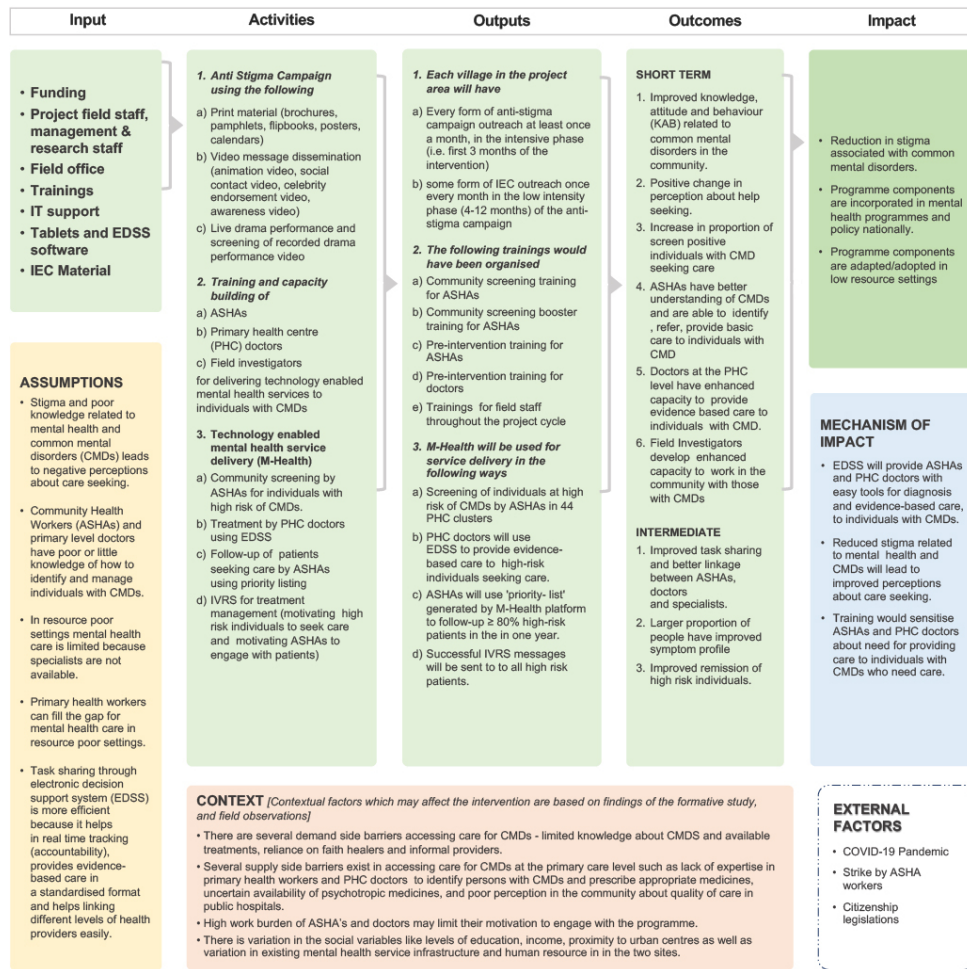 Input
Activities
Outputs
Outcomes
Impact
• Funding
• Project field staff,
management &
research staff
• Field office
• Trainings
• IT support
• Tablets and EDSS
software
• IEC Material
ASSUMPTIONS
• Stigma and poor
knowledge related to
mental health and
common mental
disorders (CMDs) leads
to negative perceptions
about care seeking.
• Community Health
Workers (ASHAs) and
primary level doctors
have poor or little
knowledge of how to
identify and manage
individuals with CMDs.
• In resource poor
settings mental health
care is limited because
specialists are not
available.
• Primary health workers
can fill the gap for
mental health care in
resource poor settings.
• Task sharing through
electronic decision
support system (EDSS)
is more efficient
because it helps
in real time tracking
(accountability),
provides evidence-
based care in
a standardised format
and helps linking
different levels of health
providers easily.
1. Anti Stigma Campaign
using the following
a) Print material (brochures,
pamphlets, flipbooks, posters,
calendars)
b) Video message dissemination
(animation video, social
contact video, celebrity
endorsement video,
awareness video)
c) Live drama performance and
screening of recorded drama
performance video
2. Training and capacity
building of
a) ASHAs
b) Primary health centre
(PHC) doctors
c) Field investigators
for delivering technology enabled
mental health services to
individuals with CMDs
3. Technology enabled
mental health service
delivery (M-Health)
a) Community screening by
ASHAs for individuals with
high risk of CMDs.
b) Treatment by PHC doctors
using EDSS
c) Follow-up of patients
seeking care by ASHAs
using priority listing
d) IVRS for treatment
management (motivating high
risk individuals to seek care
and motivating ASHAs to
engage with patients)
1. Each village in the project
area will have
a) Every form of anti-stigma
campaign outreach at least once
a month, in the intensive phase
(i.e. first 3 months of the
intervention)
b) some form of IEC outreach once
every month in the low intensity
phase (4-12 months) of the anti-
stigma campaign
2. The following trainings would
have been organised
a) Community screening training
for ASHAs
b) Community screening booster
training for ASHAs
c) Pre-intervention training for
ASHAs
d) Pre-intervention training for
doctors
e) Trainings for field staff
throughout the project cycle
3. M-Health will be used for
service delivery in the
following ways
a) Screening of individuals at high
risk of CMDs by ASHAs in 44
PHC clusters
b) PHC doctors will use
EDSS to provide evidence-
based care to high-risk
individuals seeking care.
c) ASHAs will use 'priority- list'
generated by M-Health platform
to follow-up ≥ 80% high-risk
patients in the in one year.
d) Successful IVRS messages
will be sent to to all high risk
patients.
SHORT TERM
1. Improved knowledge,
attitude and behaviour
(KAB) related to
common mental
disorders in the
community.
2. Positive change in
perception about help
seeking.
3. Increase in proportion of
screen positive
individuals with CMD
seeking care
4. ASHAs have better
understanding of CMDs
and are able to identify
, refer, provide basic
care to individuals with
CMD
5. Doctors at the PHC
level have enhanced
capacity to provide
evidence based care to
individuals with CMD.
6. Field Investigators
develop enhanced
capacity to work in the
community with those
with CMDs
INTERMEDIATE
1. Improved task sharing
and better linkage
between ASHAs,
doctors
and specialists.
2. Larger proportion of
people have improved
symptom profile
3. Improved remission of
high risk individuals.
• Reduction in stigma
associated with common
mental disorders.
• Programme components
are incorporated in mental
health programmes and
policy nationally.
• Programme components
are adapted/adopted in
low resource settings
MECHANISM OF
IMPACT
• EDSS will provide ASHAs
and PHC doctors with
easy tools for diagnosis
and evidence-based care,
to individuals with CMDs.
• Reduced stigma related
to mental health and
CMDs will lead to
improved perceptions
about care seeking.
• Training would sensitise
ASHAs and PHC doctors
about need for providing
care to individuals with
CMDs who need care.
CONTEXT [Contextual factors which may affect the intervention are based on findings of the formative study,
and field observations]
• There are several demand side barriers accessing care for CMDs - limited knowledge about CMDS and available
treatments, reliance on faith healers and informal providers.
• Several supply side barriers exist in accessing care for CMDs at the primary care level such as lack of expertise in
primary health workers and PHC doctors to identify persons with CMDs and prescribe appropriate medicines,
uncertain availability of psychotropic medicines, and poor perception in the community about quality of care in
public hospitals.
• High work burden of ASHA's and doctors may limit their motivation to engage with the programme.
• There is variation in the social variables like levels of education, income, proximity to urban centres as well as
variation in existing mental health service infrastructure and human resource in in the two sites.
EXTERNAL
FACTORS
• COVID-19 Pandemic
• Strike by ASHA
workers
• Citizenship
legislations